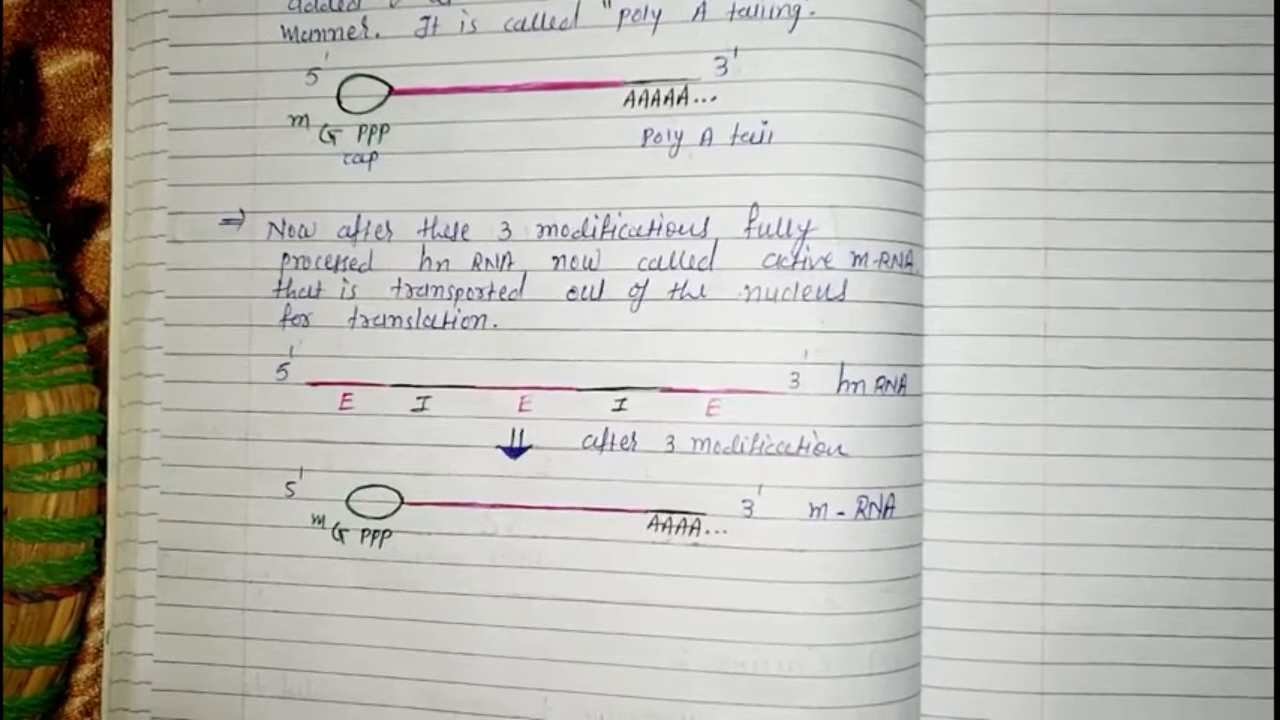 added
manner. It is called "poly A tailing.
5' 3'
AAAAA...
m G PPP
cap
Poly A tail
⇒ Now after these 3 modifications fully
processed hn RNA now called active m-RNA
that is transported out of the nucleus
for translation.
5' 3' hn RNA
E I E I E
⇓ after 3 modification
5' 3' m-RNA
m G PPP AAAA...